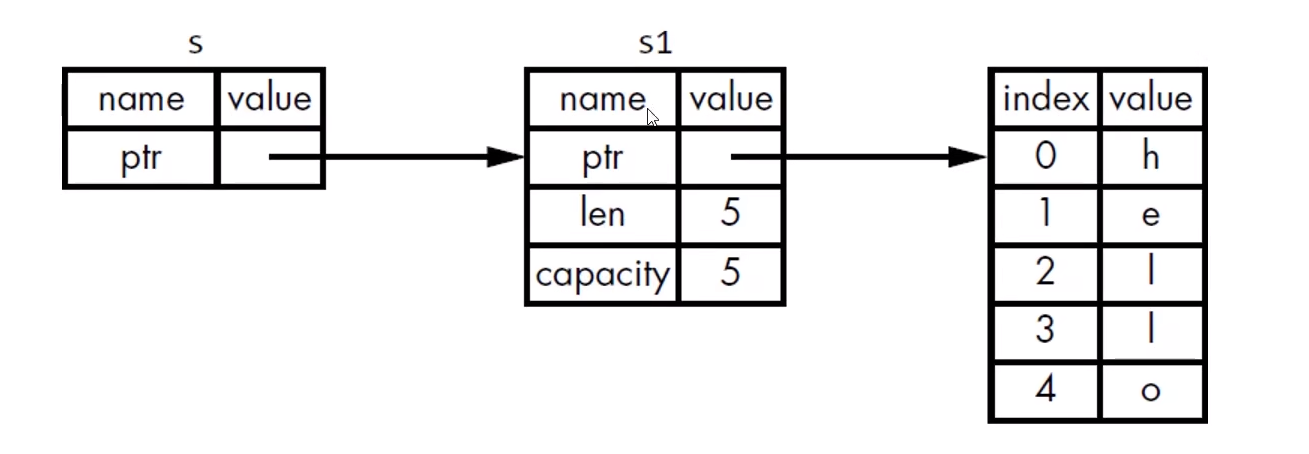 s
name value
ptr
s1
name value
ptr
len 5
capacity 5
index value
0 h
1 e
2 l
3 l
4 o